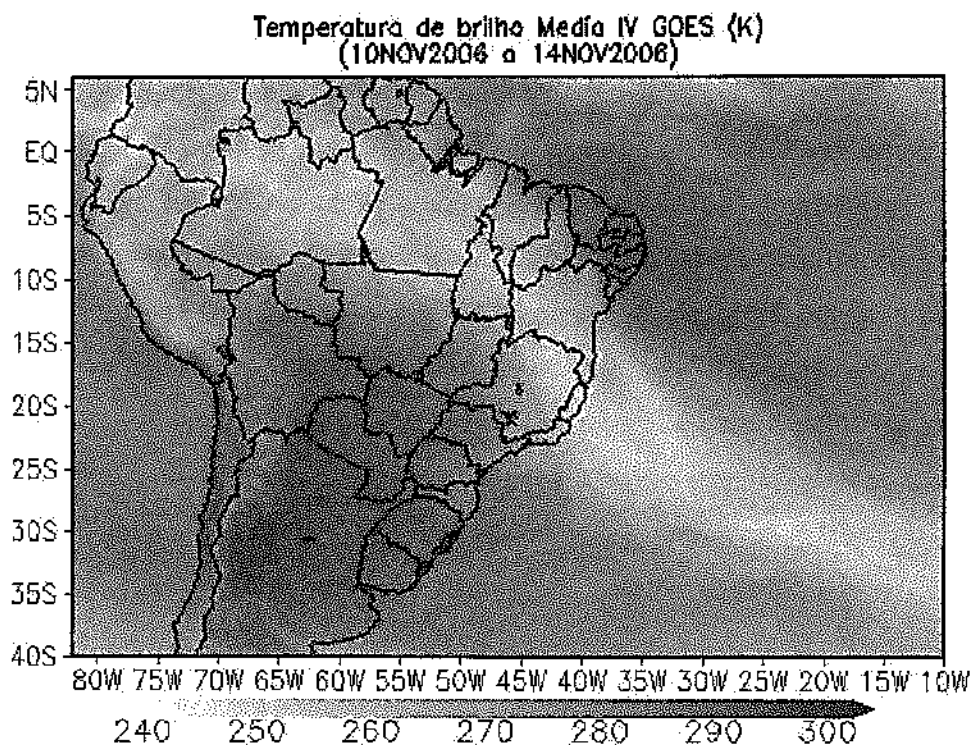 Temperatura de brilho Media IV GOES (K)
(10NOV2006 a 14NOV2006)
5N
EQ
5S
10S
15S
20S
25S
30S
35S
40S
80W 75W 70W 65W 60W 55W 50W 45W 40W 35W 30W 25W 20W 15W 10W
240 250 260 270 280 290 300